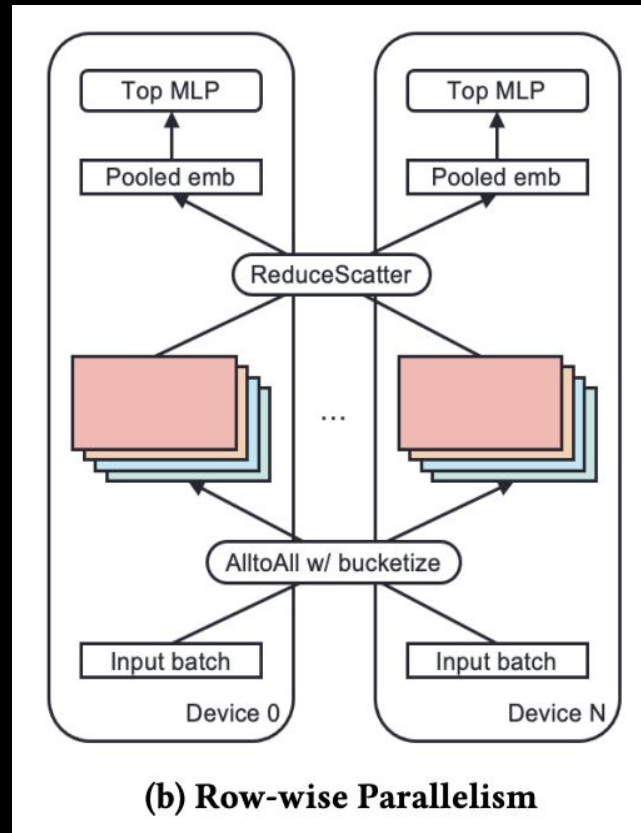 Top MLP Top MLP
Pooled emb Pooled emb
ReduceScatter
...
AlltoAll w/ bucketize
Input batch Input batch
Device 0 Device N
(b) Row-wise Parallelism